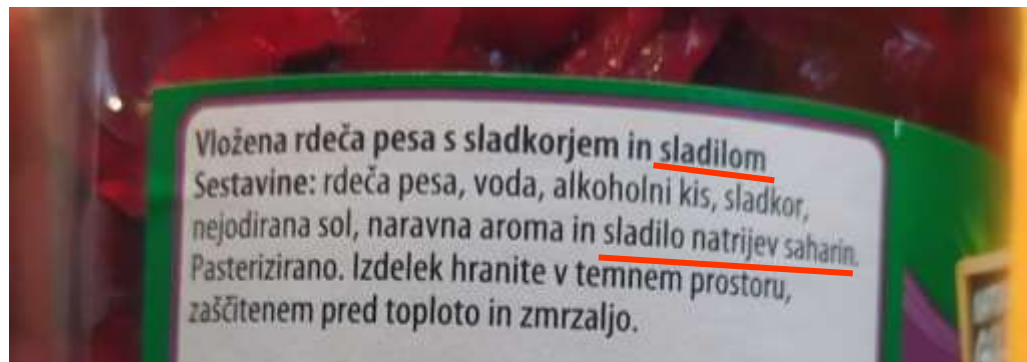 Vložena rdeča pesa s sladkorjem in sladilom
Sestavine: rdeča pesa, voda, alkoholni kis, sladkor,
nejodirana sol, naravna aroma in sladilo natrijev saharin.
Pasterizirano. Izdelek hranite v temnem prostoru,
zaščitenem pred toploto in zmrzaljo.